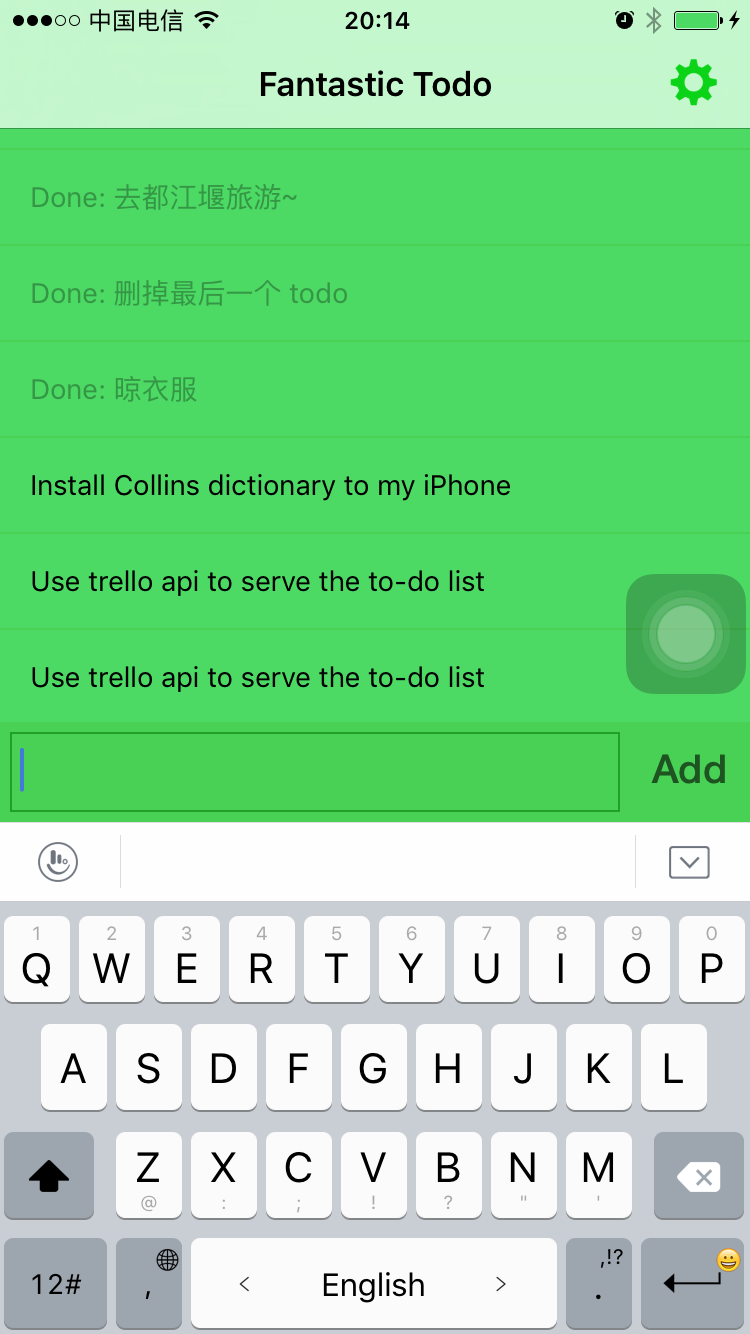 中国电信 20:14
Fantastic Todo
Done: 去都江堰旅游~
Done: 删掉最后一个 todo
Done: 晾衣服
Install Collins dictionary to my iPhone
Use trello api to serve the to-do list
Use trello api to serve the to-do list
Add
1 2 3 4 5 6 7 8 9 0
Q W E R T Y U I O P
A S D F G H J K L
Z X C V B N M
@ : ; ! ? " '
,!?
12# , < English > .